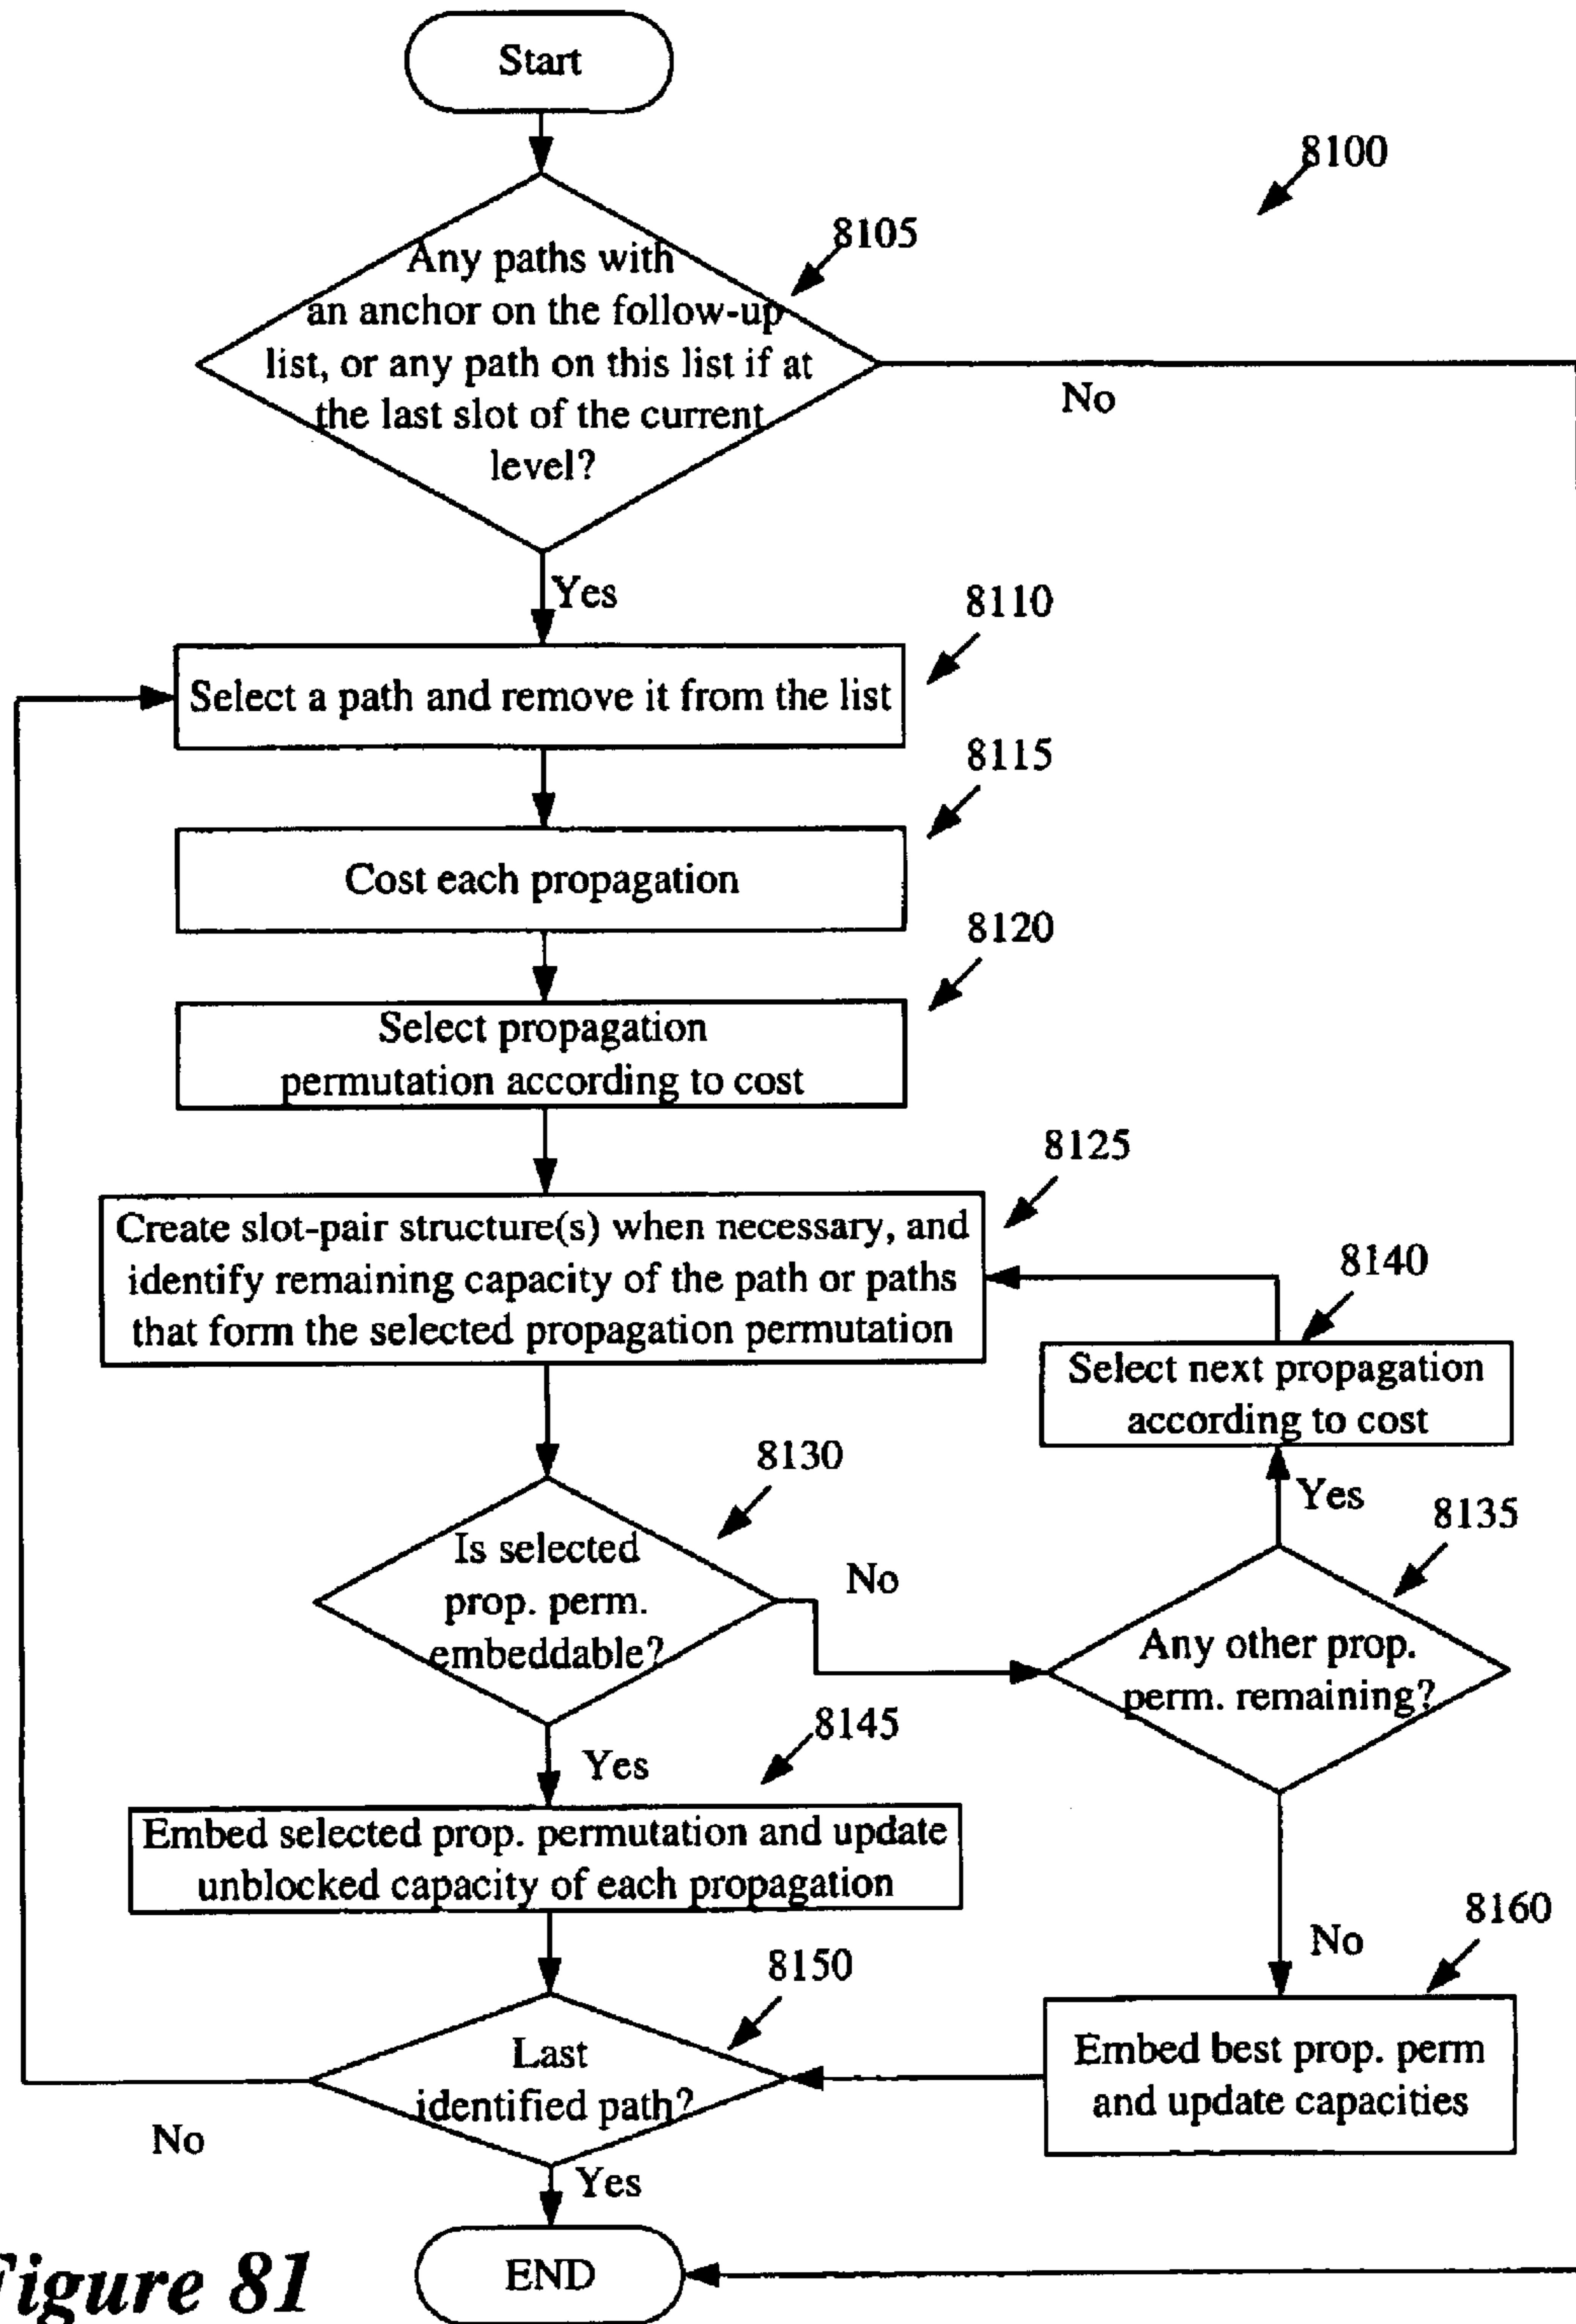 Start
8100
8105
Any paths with
an anchor on the follow-up
list, or any path on this list if at
the last slot of the current
level?
No
Yes
8110
Select a path and remove it from the list
8115
Cost each propagation
8120
Select propagation
permutation according to cost
8125
Create slot-pair structure(s) when necessary, and
identify remaining capacity of the path or paths
that form the selected propagation permutation
8140
Select next propagation
according to cost
8130
Is selected
prop. perm.
embeddable?
No
Yes
8135
Any other prop.
perm. remaining?
8145
Yes
Embed selected prop. permutation and update
unblocked capacity of each propagation
No
8160
Embed best prop. perm
and update capacities
8150
Last
identified path?
No
Yes
END
Figure 81